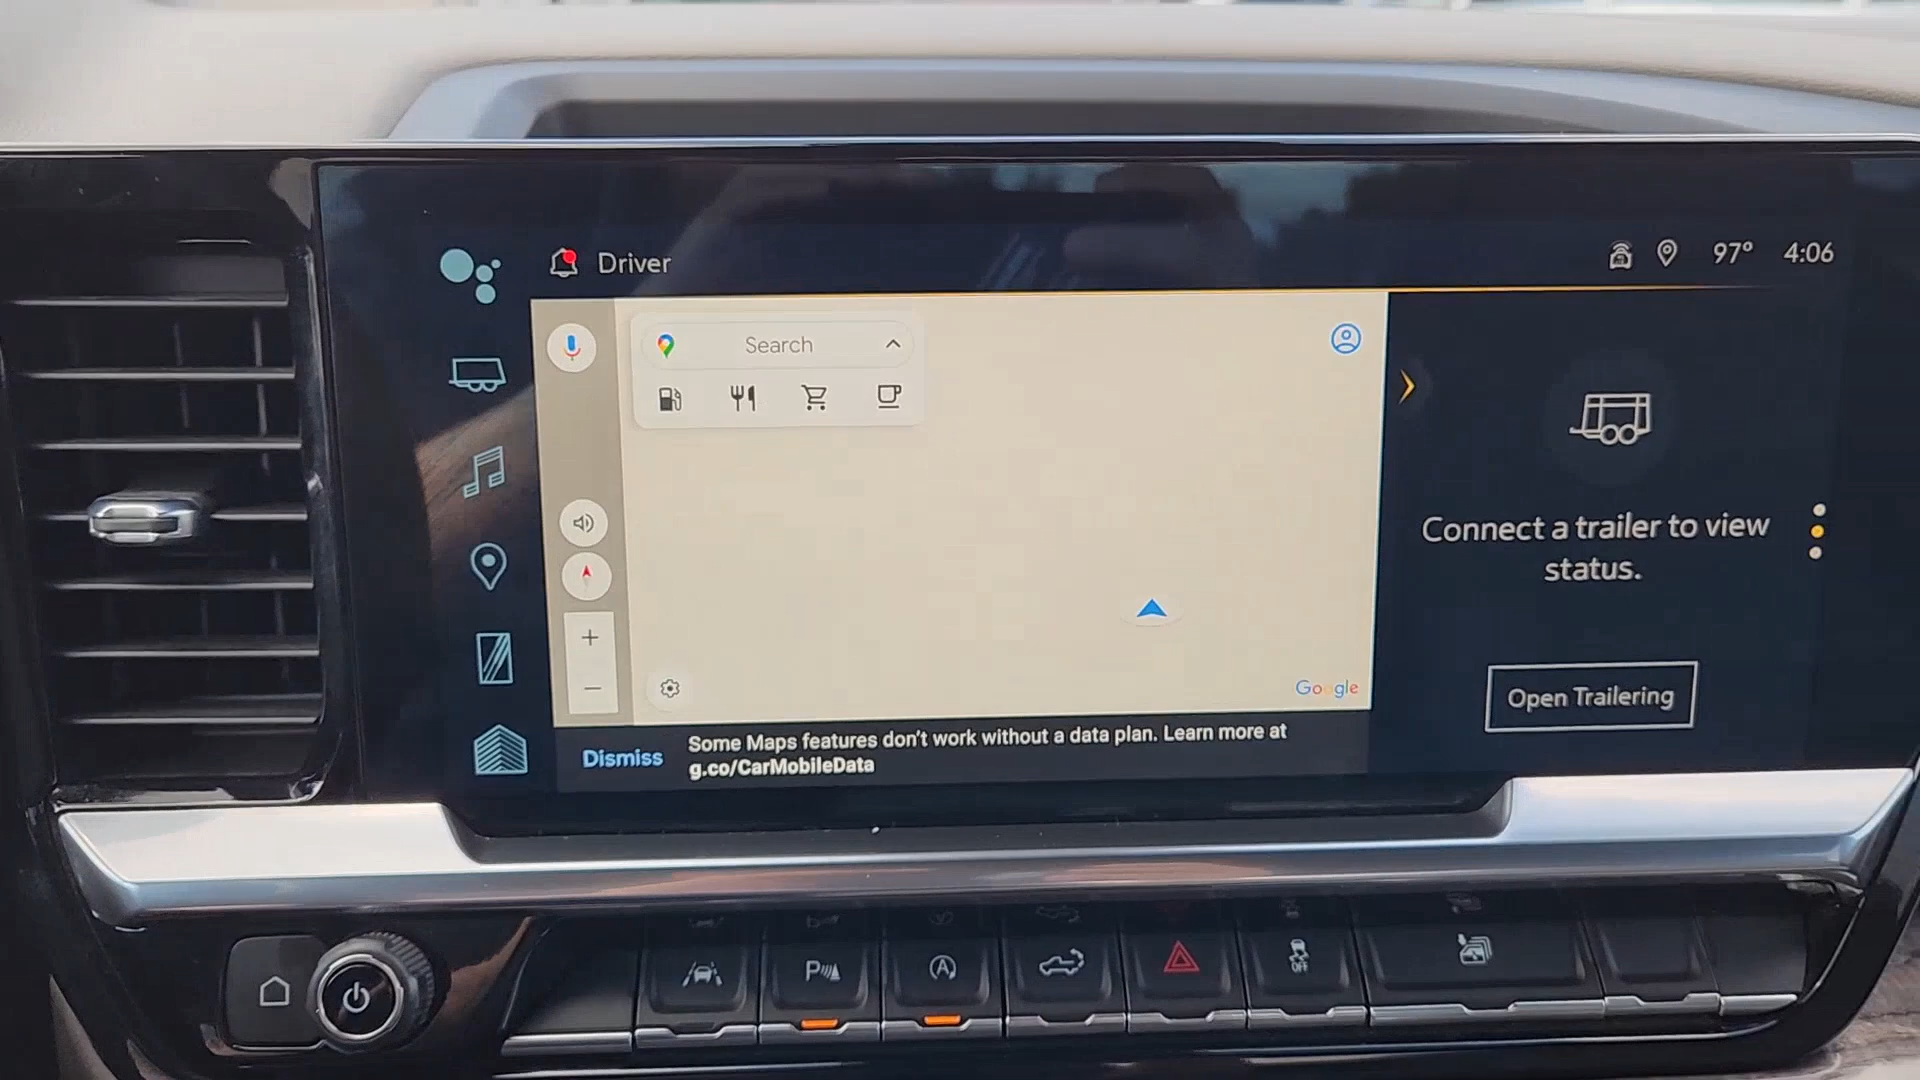 Driver
97° 4:06
Search
Connect a trailer to view
status.
Google
Open Trailering
Dismiss
Some Maps features don't work without a data plan. Learn more at
g.co/CarMobileData
P
A
OFF